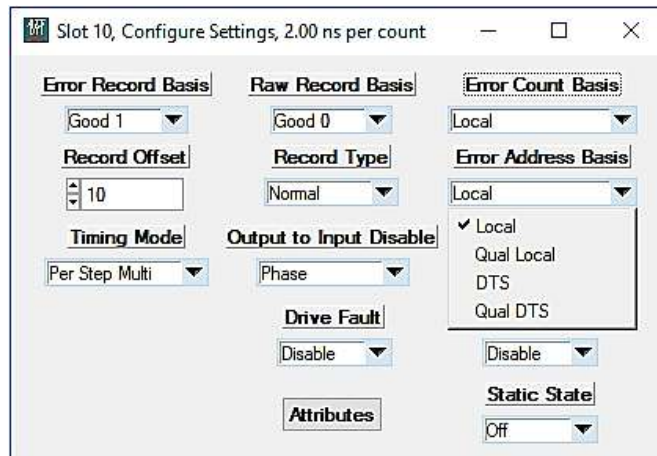 Slot 10, Configure Settings, 2.00 ns per count
Error Record Basis Raw Record Basis Error Count Basis
Good 1 Good 0 Local
Record Offset Record Type Error Address Basis
10 Normal Local
Local
Timing Mode Output to Input Disable
Qual Local
Per Step Multi Phase
DTS
Drive Fault Qual DTS
Disable Disable
Static State
Attributes
Off